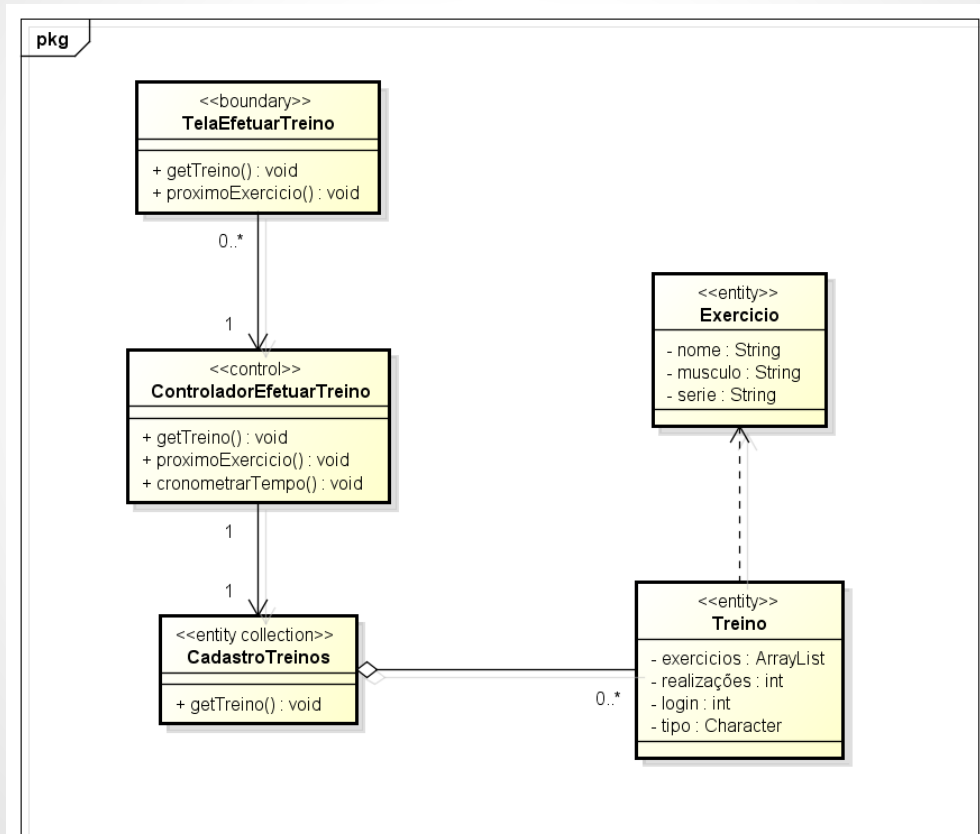 pkg
<<boundary>>
TelaEfetuarTreino
+ getTreino() : void
+ proximoExercicio() : void
0..*
1
<<control>>
ControladorEfetuarTreino
+ getTreino() : void
+ proximoExercicio() : void
+ cronometrarTempo() : void
1
1
<<entity collection>>
CadastroTreinos
+ getTreino() : void
0..*
<<entity>>
Exercicio
- nome : String
- musculo : String
- serie : String
<<entity>>
Treino
- exercicios : ArrayList
- realizações : int
- login : int
- tipo : Character